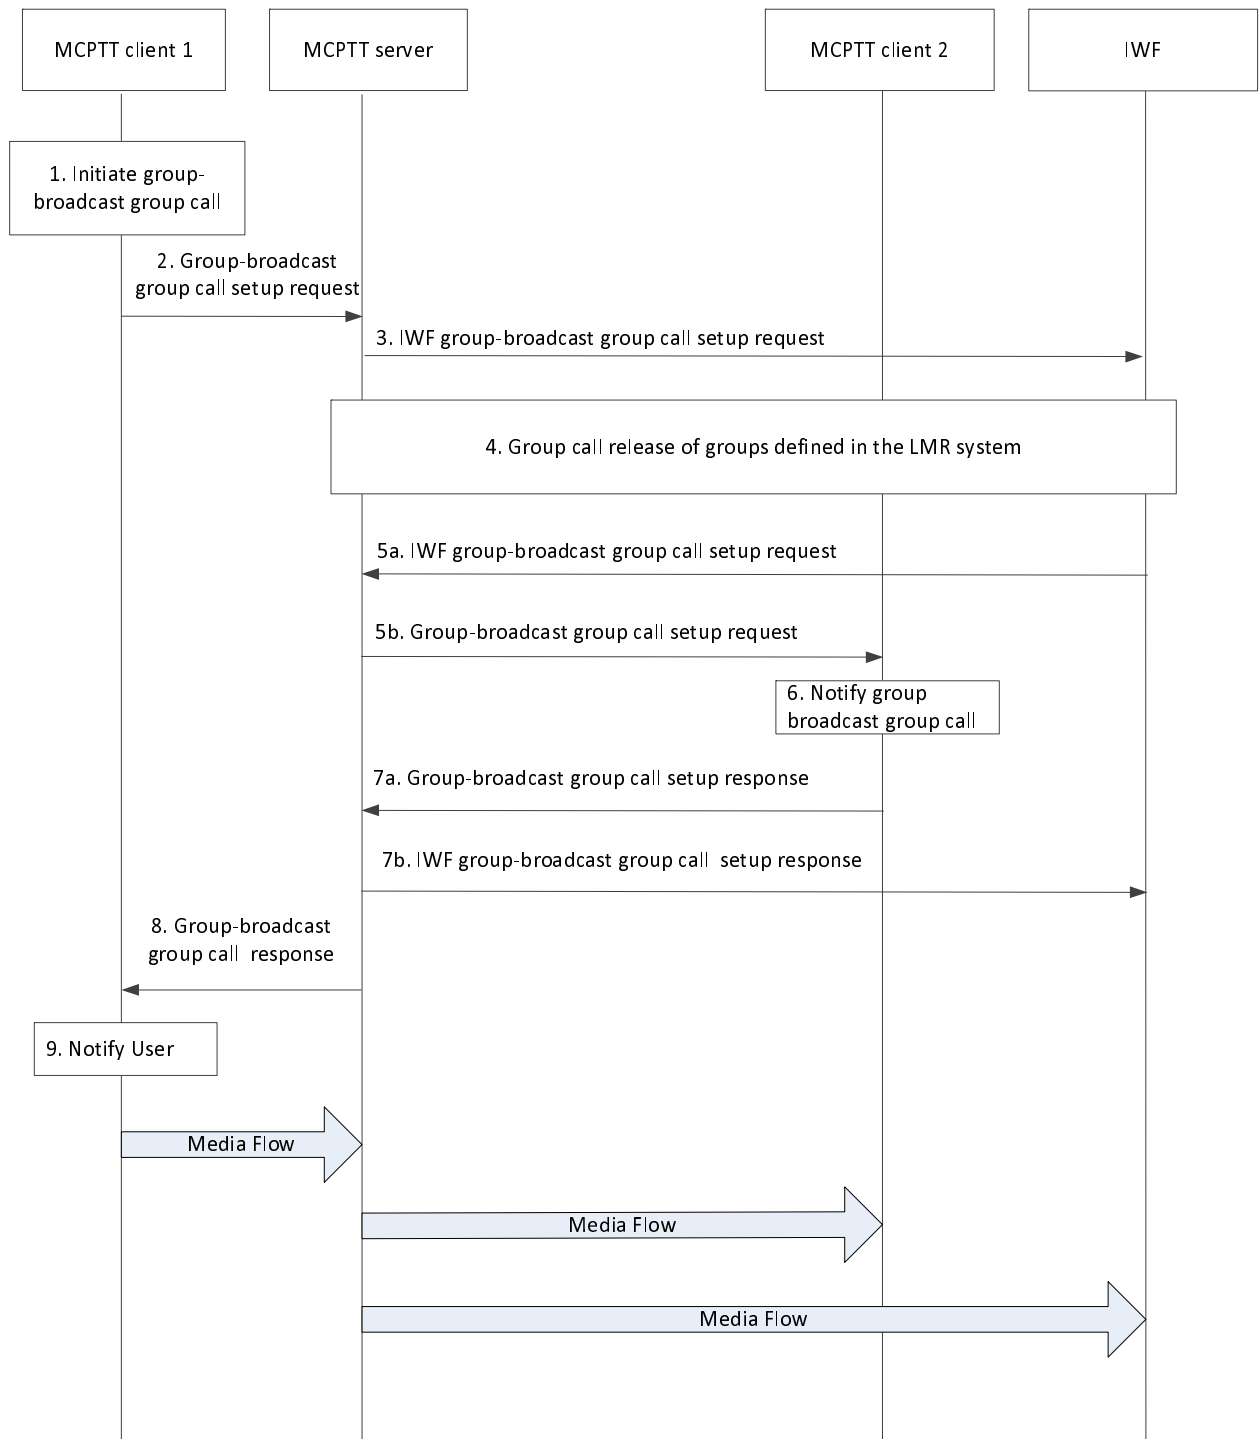 MCPTT client 1
MCPTT server
MCPTT client 2
IWF
1. Initiate group-
broadcast group call
2. Group-broadcast
group call setup request
3. IWF group-broadcast group call setup request
4. Group call release of groups defined in the LMR system
5a. IWF group-broadcast group call setup request
5b. Group-broadcast group call setup request
6. Notify group
broadcast group call
7a. Group-broadcast group call setup response
7b. IWF group-broadcast group call  setup response
8. Group-broadcast
group call  response
9. Notify User
Media Flow
Media Flow
Media Flow